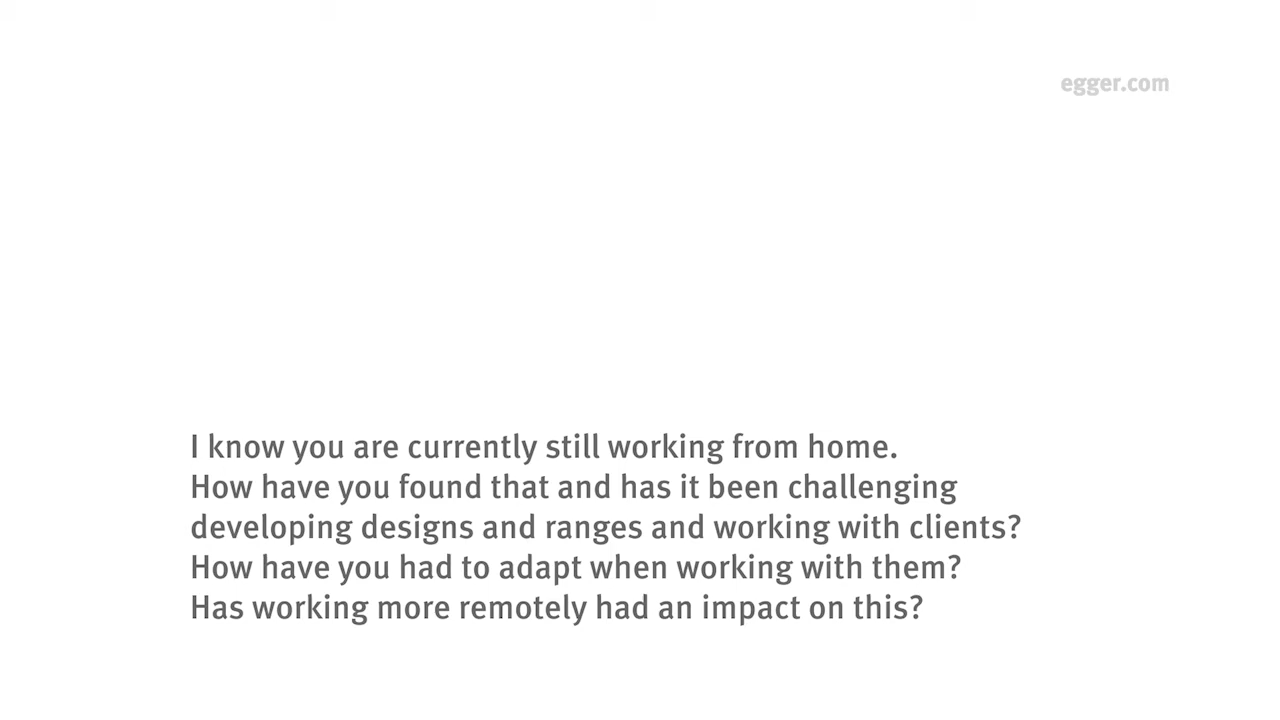 egger.com
I know you are currently still working from home.
How have you found that and has it been challenging
developing designs and ranges and working with clients?
How have you had to adapt when working with them?
Has working more remotely had an impact on this?